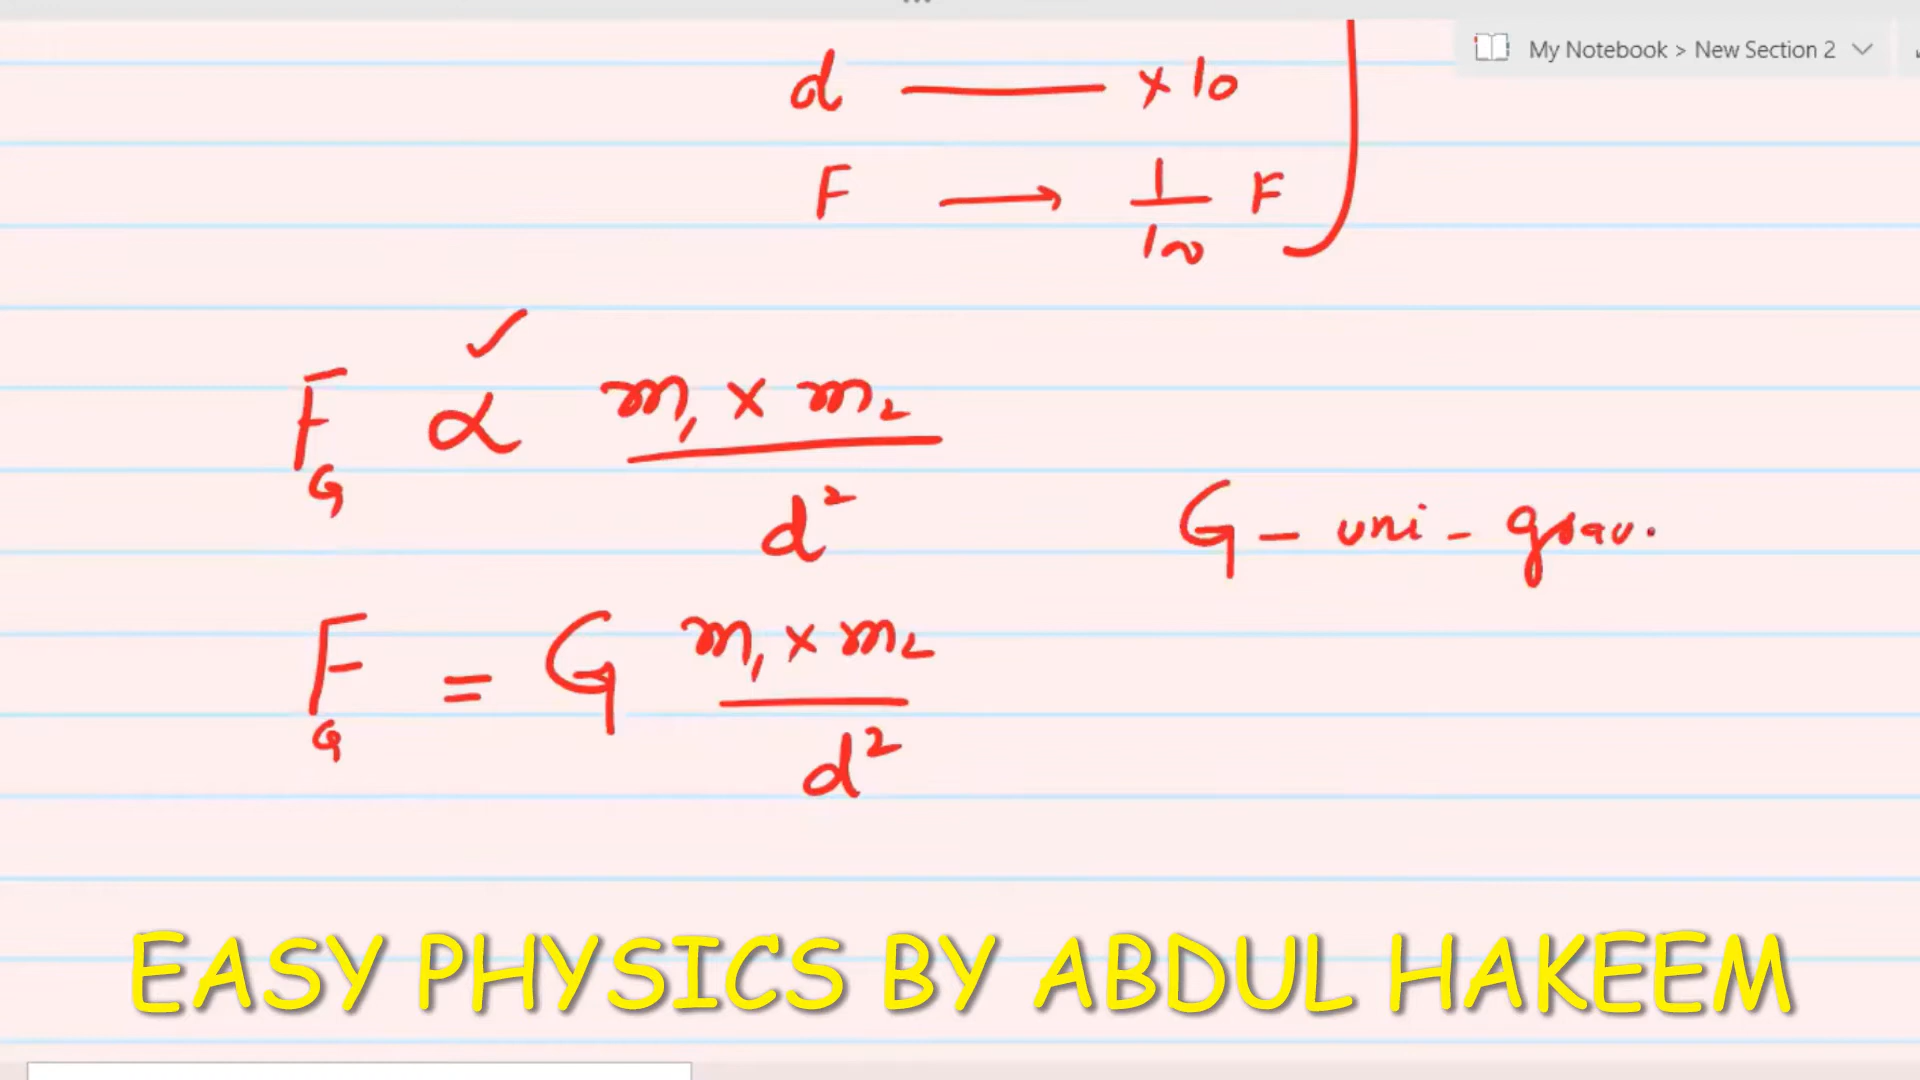 My Notebook > New Section 2
d — × 10
F → 1/100 F
✓
F_G ∝ m₁ × m₂ / d²
G – uni – grav.
F_G = G m₁ × m₂ / d²
EASY PHYSICS BY ABDUL HAKEEM